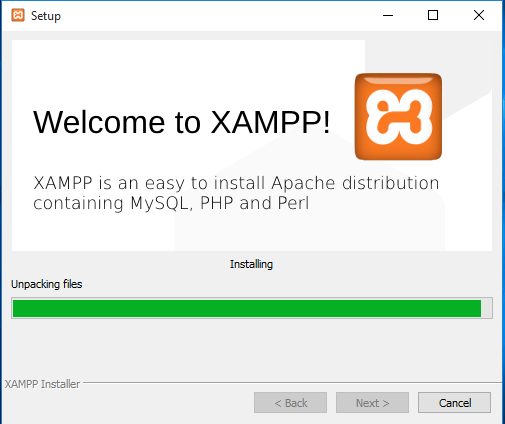 Setup
Welcome to XAMPP!
XAMPP is an easy to install Apache distribution
containing MySQL, PHP and Perl
Installing
Unpacking files
XAMPP Installer
< Back
Next >
Cancel